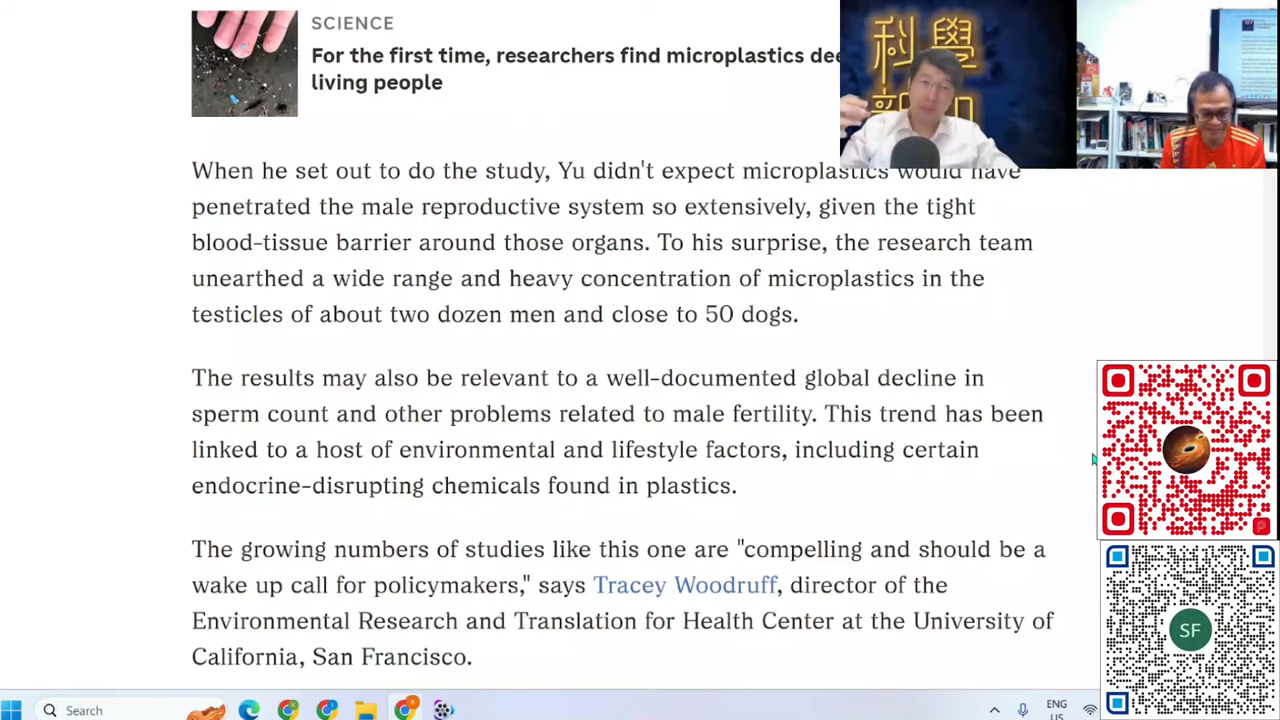 SCIENCE
For the first time, researchers find microplastics dee
living people
科學
When he set out to do the study, Yu didn't expect microplastics would have
penetrated the male reproductive system so extensively, given the tight
blood-tissue barrier around those organs. To his surprise, the research team
unearthed a wide range and heavy concentration of microplastics in the
testicles of about two dozen men and close to 50 dogs.
The results may also be relevant to a well-documented global decline in
sperm count and other problems related to male fertility. This trend has been
linked to a host of environmental and lifestyle factors, including certain
endocrine-disrupting chemicals found in plastics.
The growing numbers of studies like this one are "compelling and should be a
wake up call for policymakers," says Tracey Woodruff, director of the
Environmental Research and Translation for Health Center at the University of
California, San Francisco.
SF
Search
ENG
US